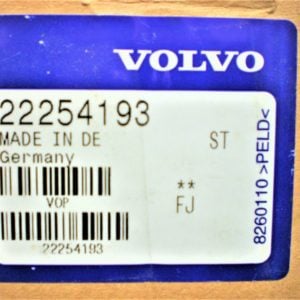 VOLVO
22254193
MADE IN DE
Germany
ST
**
FJ
VOP
22254193
8260110 >PELD<